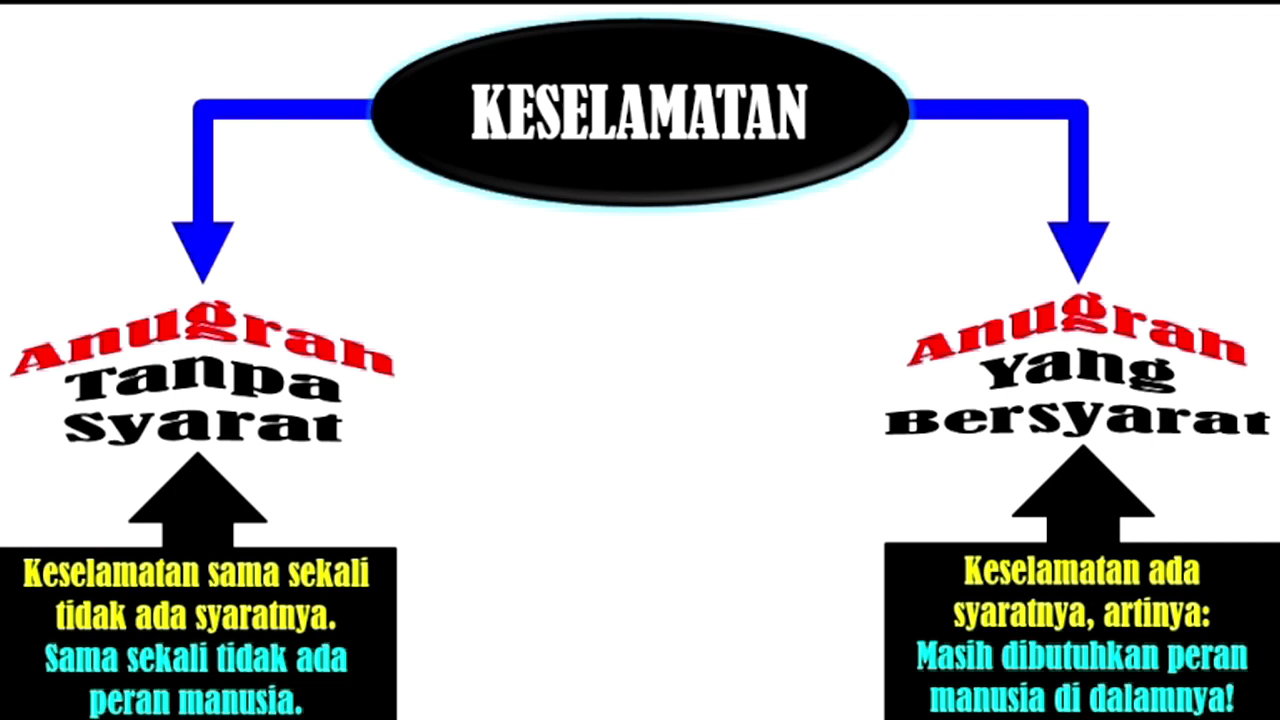 KESELAMATAN
Anugrah
Tanpa
Syarat
Keselamatan sama sekali
tidak ada syaratnya.
Sama sekali tidak ada
peran manusia.
Anugrah
Yang
Bersyarat
Keselamatan ada
syaratnya, artinya:
Masih dibutuhkan peran
manusia di dalamnya!